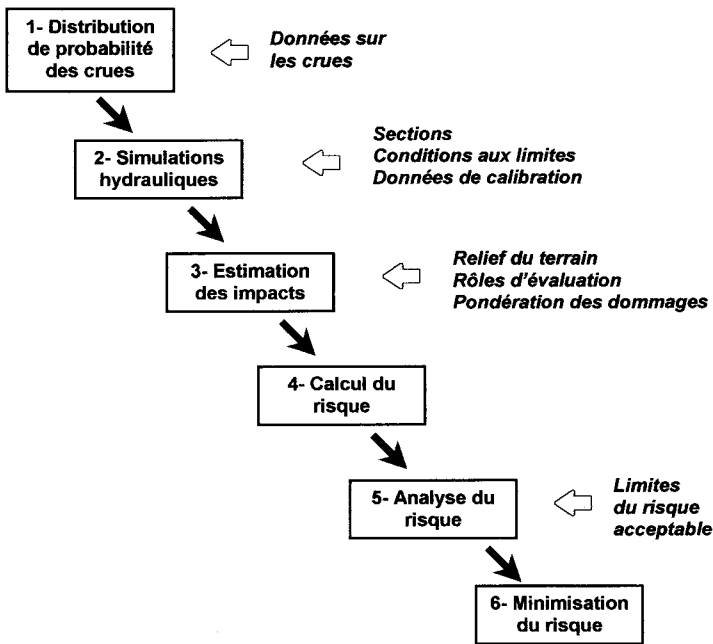 1- Distribution
de probabilité
des crues
Données sur
les crues
2- Simulations
hydrauliques
Sections
Conditions aux limites
Données de calibration
3- Estimation
des impacts
Relief du terrain
Rôles d'évaluation
Pondération des dommages
4- Calcul du
risque
5- Analyse du
risque
Limites
du risque
acceptable
6- Minimisation
du risque